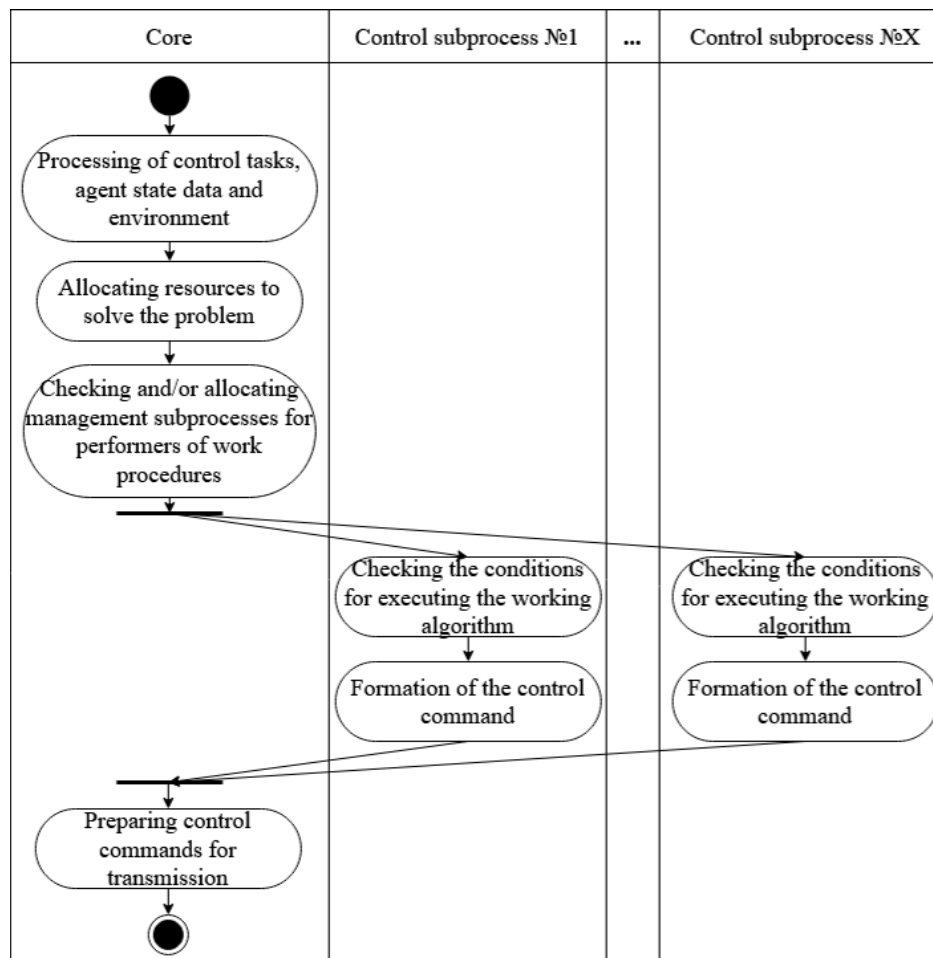 Core
Control subprocess №1
...
Control subprocess №X
Processing of control tasks,
agent state data and
environment
Allocating resources to
solve the problem
Checking and/or allocating
management subprocesses for
performers of work
procedures
Checking the conditions
for executing the working
algorithm
Checking the conditions
for executing the working
algorithm
Formation of the control
command
Formation of the control
command
Preparing control
commands for
transmission